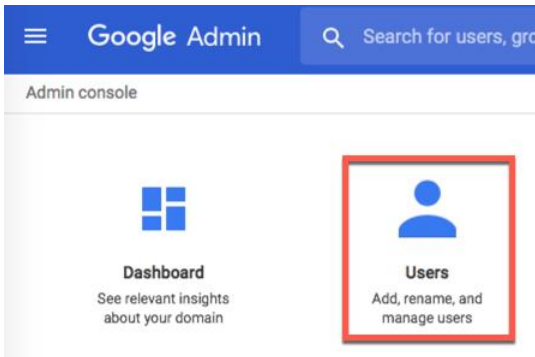 Google Admin
Search for users, gro
Admin console
Dashboard
See relevant insights
about your domain
Users
Add, rename, and
manage users